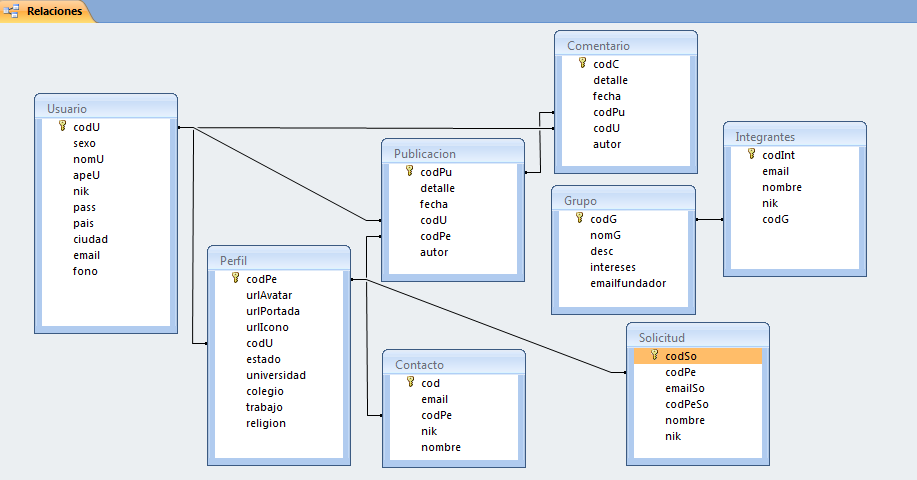 Relaciones
Usuario
codU
sexo
nomU
apeU
nik
pass
pais
ciudad
email
fono
Perfil
codPe
urlAvatar
urlPortada
urlIcono
codU
estado
universidad
colegio
trabajo
religion
Publicacion
codPu
detalle
fecha
codU
codPe
autor
Contacto
cod
email
codPe
nik
nombre
Comentario
codC
detalle
fecha
codPu
codU
autor
Grupo
codG
nomG
desc
intereses
emailfundador
Integrantes
codInt
email
nombre
nik
codG
Solicitud
codSo
codPe
emailSo
codPeSo
nombre
nik